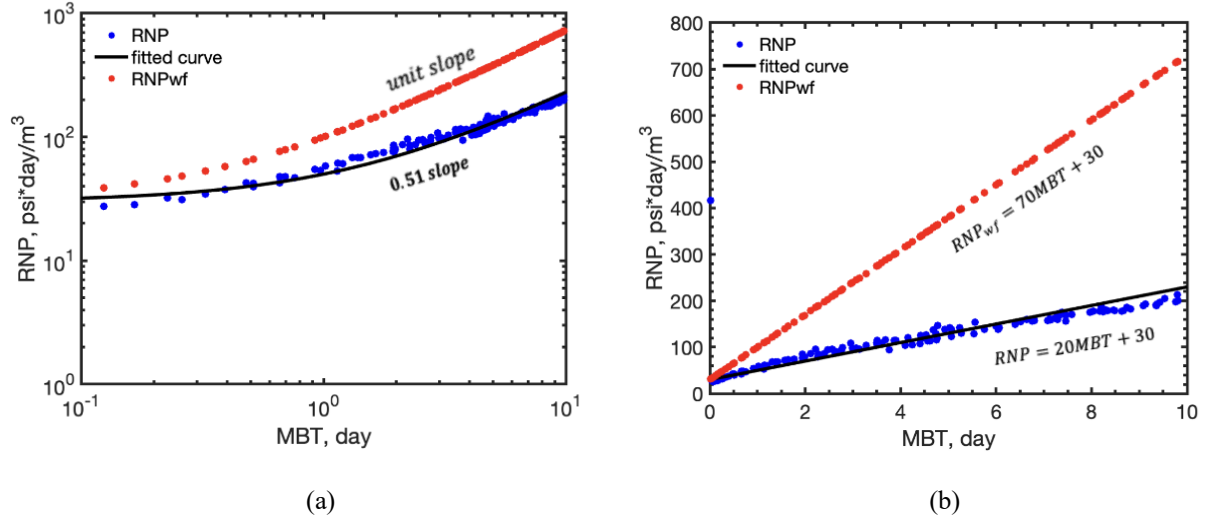 10³
10²
10¹
10⁰
RNP, psi*day/m³
RNP
fitted curve
RNPwf
unit slope
0.51 slope
10⁻¹ 10⁰ 10¹
MBT, day
(a)
800
700
600
500
400
300
200
100
0
RNP, psi*day/m³
RNP
fitted curve
RNPwf
RNP_wf = 70MBT + 30
RNP = 20MBT + 30
0 2 4 6 8 10
MBT, day
(b)